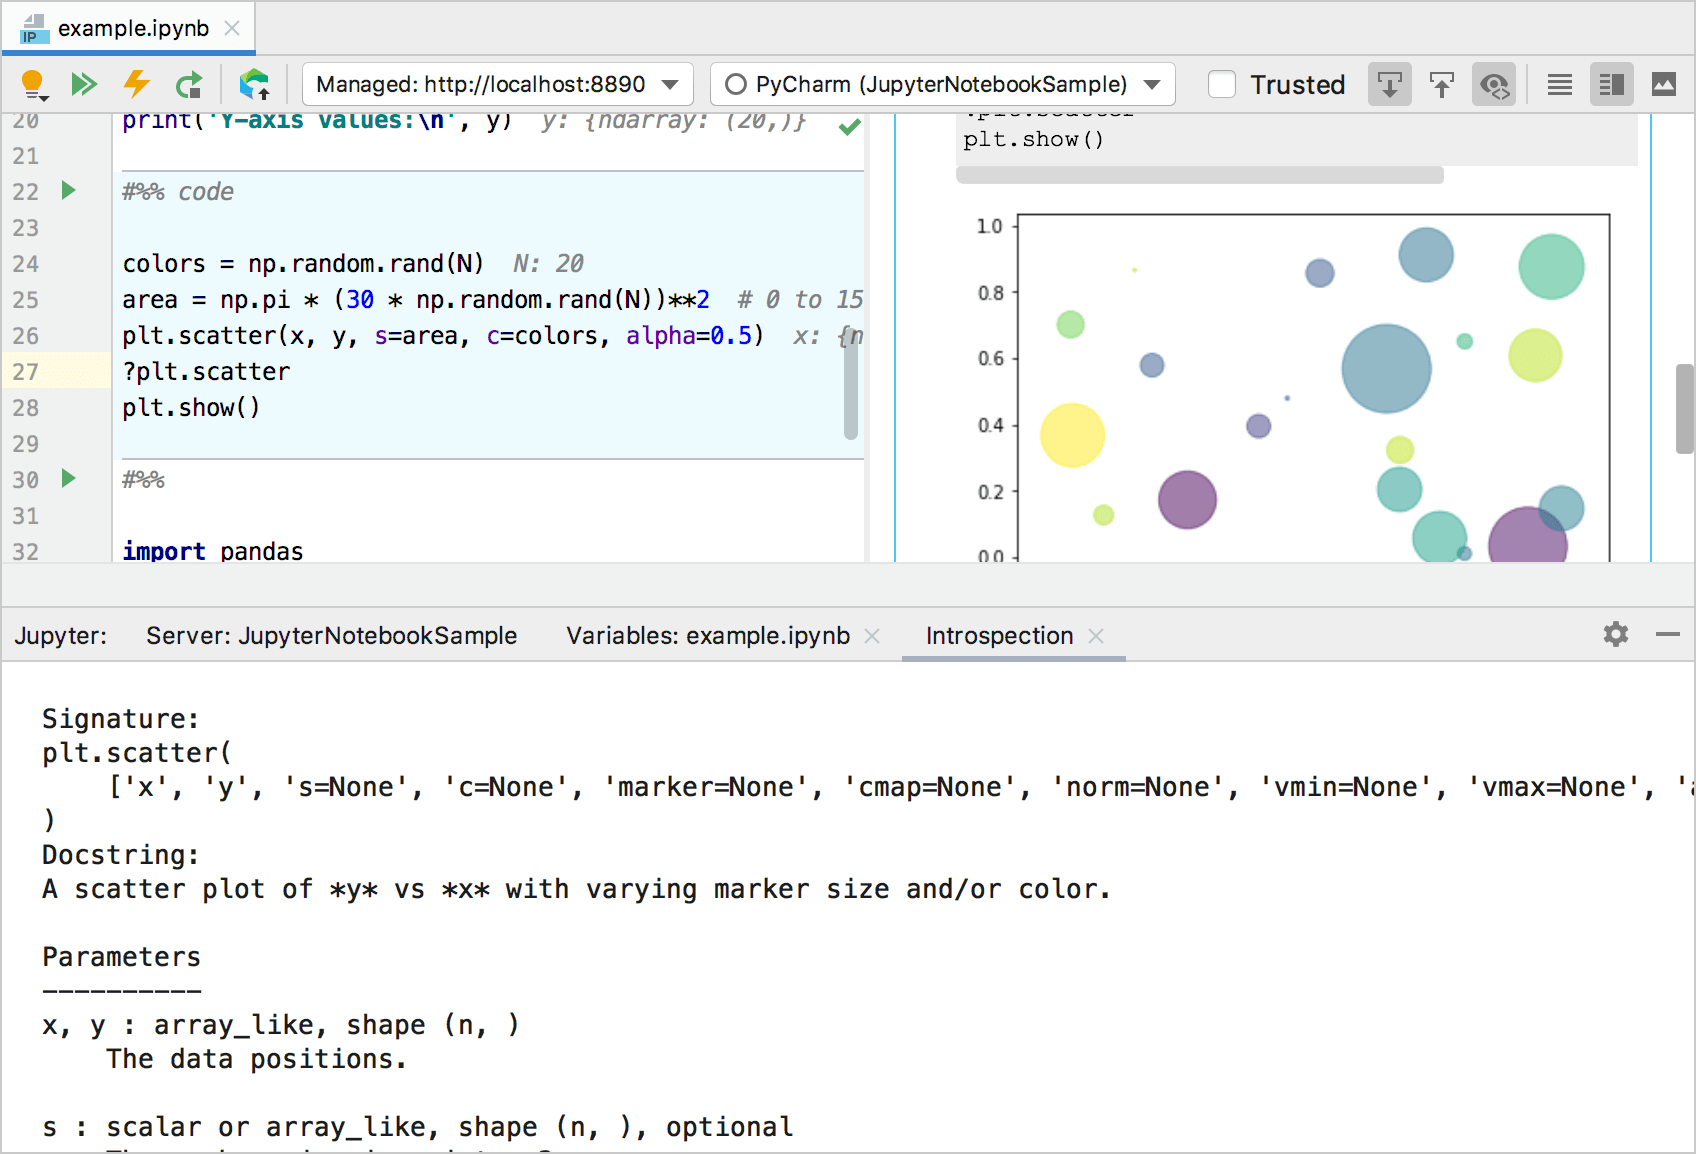 example.ipynb
IP
Managed: http://localhost:8890
PyCharm (JupyterNotebookSample)
Trusted
20 print('Y-axis values:\n', y) y: {ndarray: (20,)}
21
22 #%% code
23
24 colors = np.random.rand(N) N: 20
25 area = np.pi * (30 * np.random.rand(N))**2 # 0 to 15
26 plt.scatter(x, y, s=area, c=colors, alpha=0.5) x: {n
27 ?plt.scatter
28 plt.show()
29
30 #%%
31
32 import pandas
?plt.scatter
plt.show()
1.0
0.8
0.6
0.4
0.2
0.0
Jupyter: Server: JupyterNotebookSample Variables: example.ipynb Introspection
Signature:
plt.scatter(
['x', 'y', 's=None', 'c=None', 'marker=None', 'cmap=None', 'norm=None', 'vmin=None', 'vmax=None', 'a
)
Docstring:
A scatter plot of *y* vs *x* with varying marker size and/or color.
Parameters
----------
x, y : array_like, shape (n, )
The data positions.
s : scalar or array_like, shape (n, ), optional